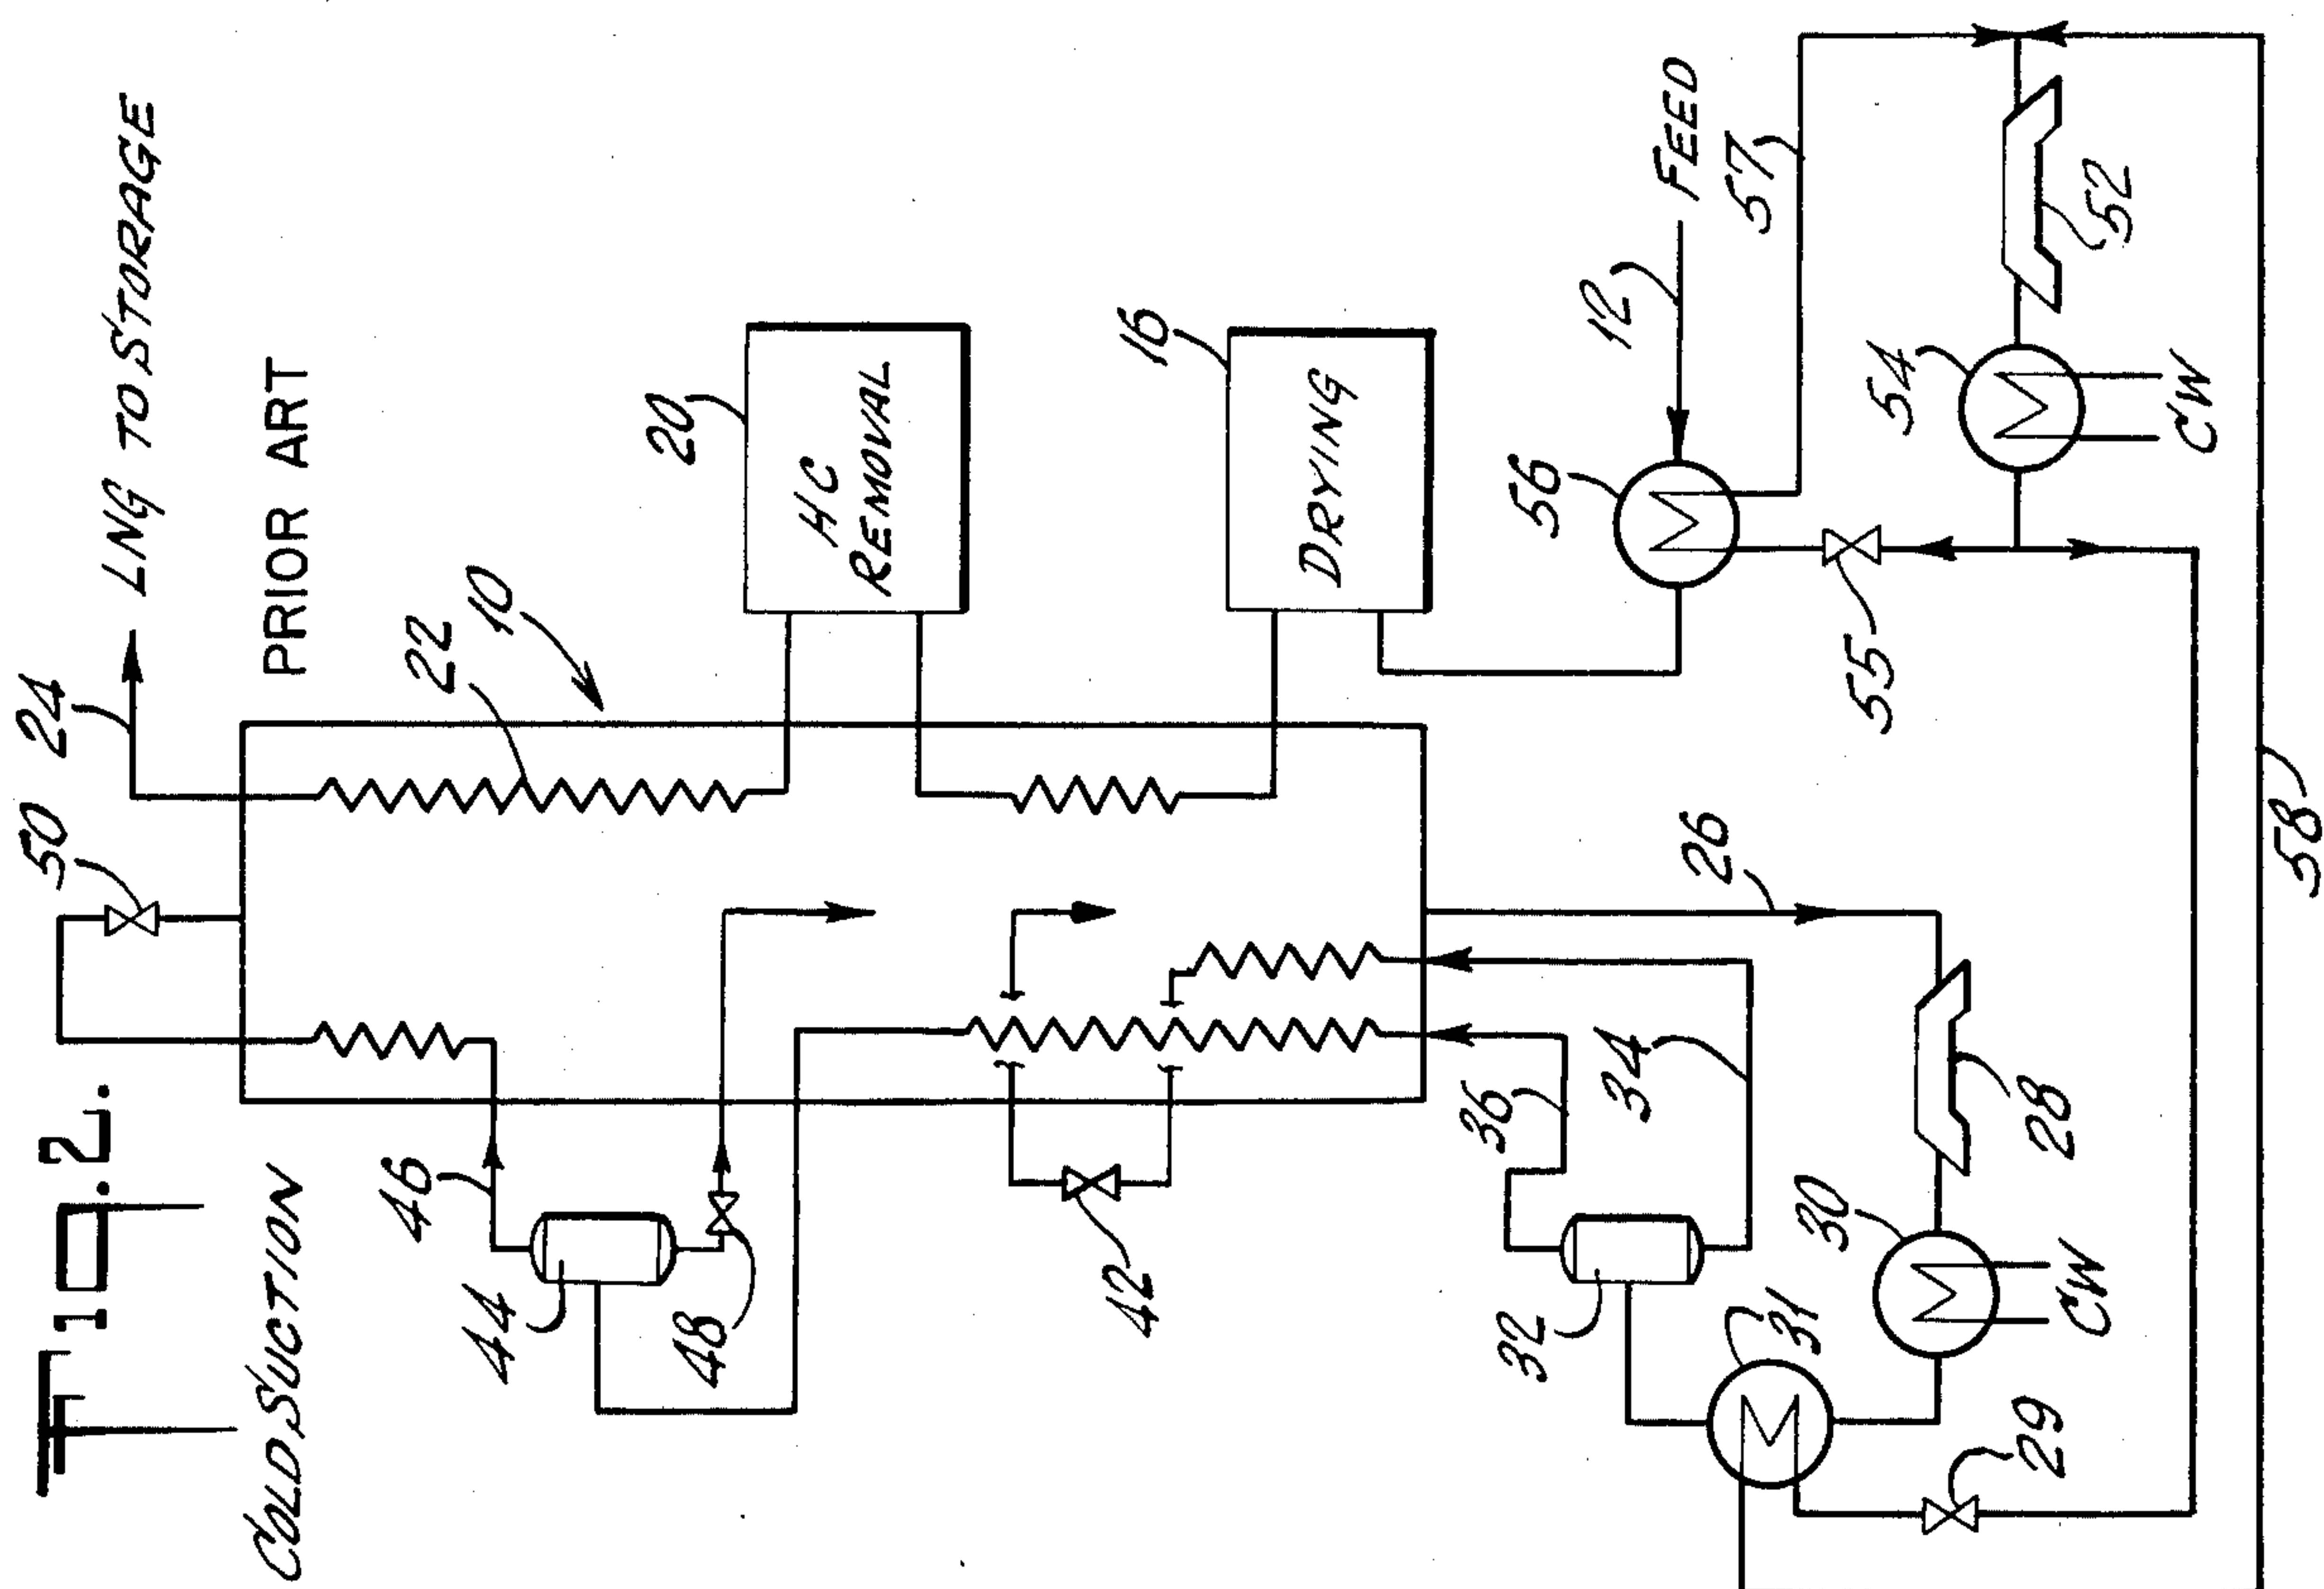 Fig. 2.
COLD SUCTION
PRIOR ART
LNG TO STORAGE
24
50
22
10
20
HC
REMOVAL
16
DRYING
46
44
48
42
36
34
32
26
28
30
CW
31
29
12
FEED
56
57
55
54
CW
52
58